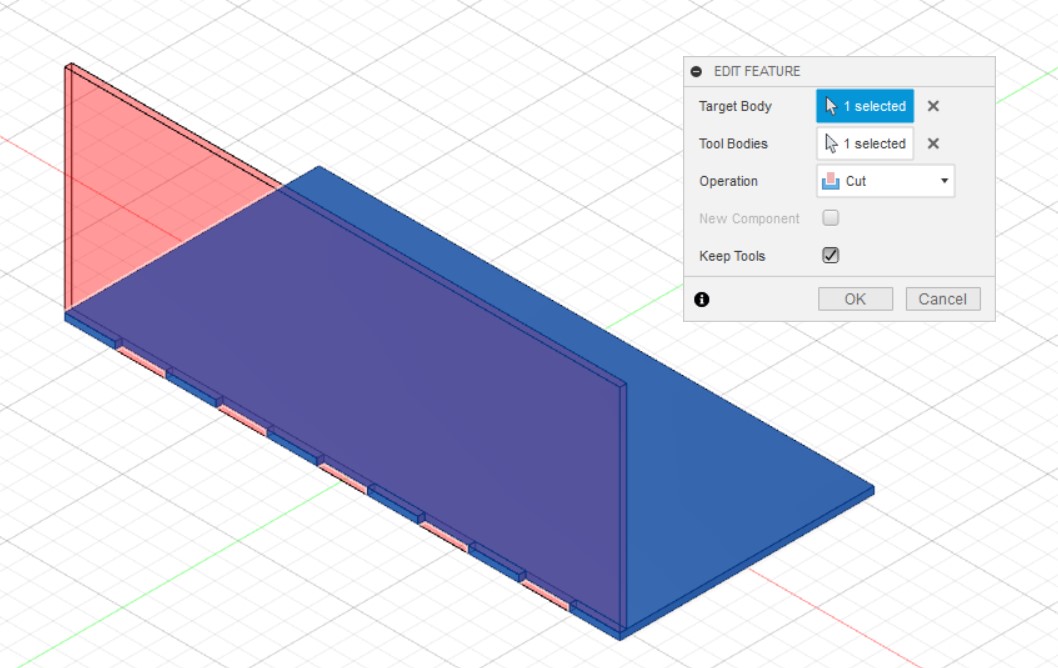 EDIT FEATURE
Target Body 1 selected
Tool Bodies 1 selected
Operation Cut
New Component
Keep Tools
OK Cancel